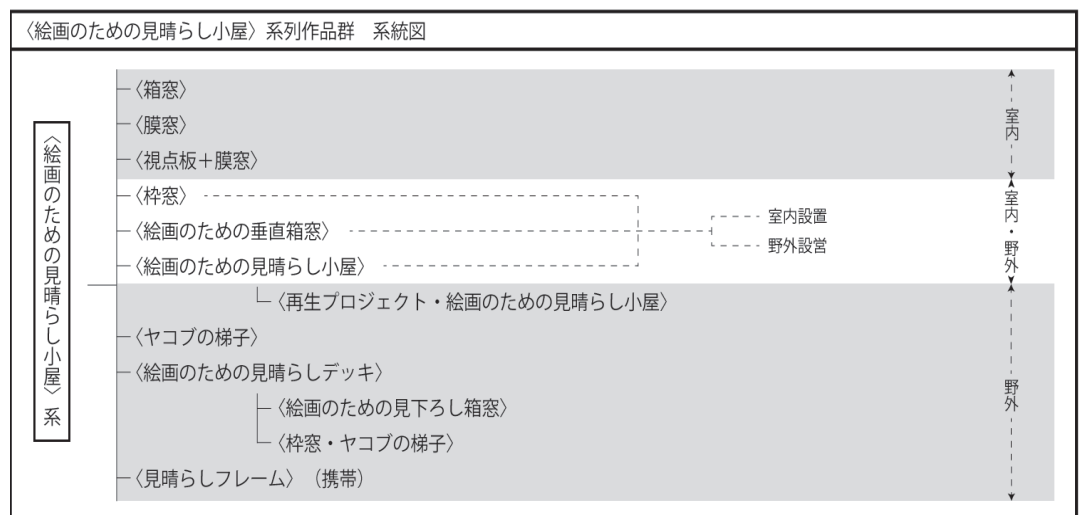 〈絵画のための見晴らし小屋〉系列作品群　系統図
〈絵画のための見晴らし小屋〉系
〈箱窓〉
〈膜窓〉
〈視点板＋膜窓〉
室内
〈枠窓〉
〈絵画のための垂直箱窓〉
〈絵画のための見晴らし小屋〉
室内設置
野外設営
室内・野外
〈再生プロジェクト・絵画のための見晴らし小屋〉
〈ヤコブの梯子〉
〈絵画のための見晴らしデッキ〉
〈絵画のための見下ろし箱窓〉
〈枠窓・ヤコブの梯子〉
〈見晴らしフレーム〉（携帯）
野外